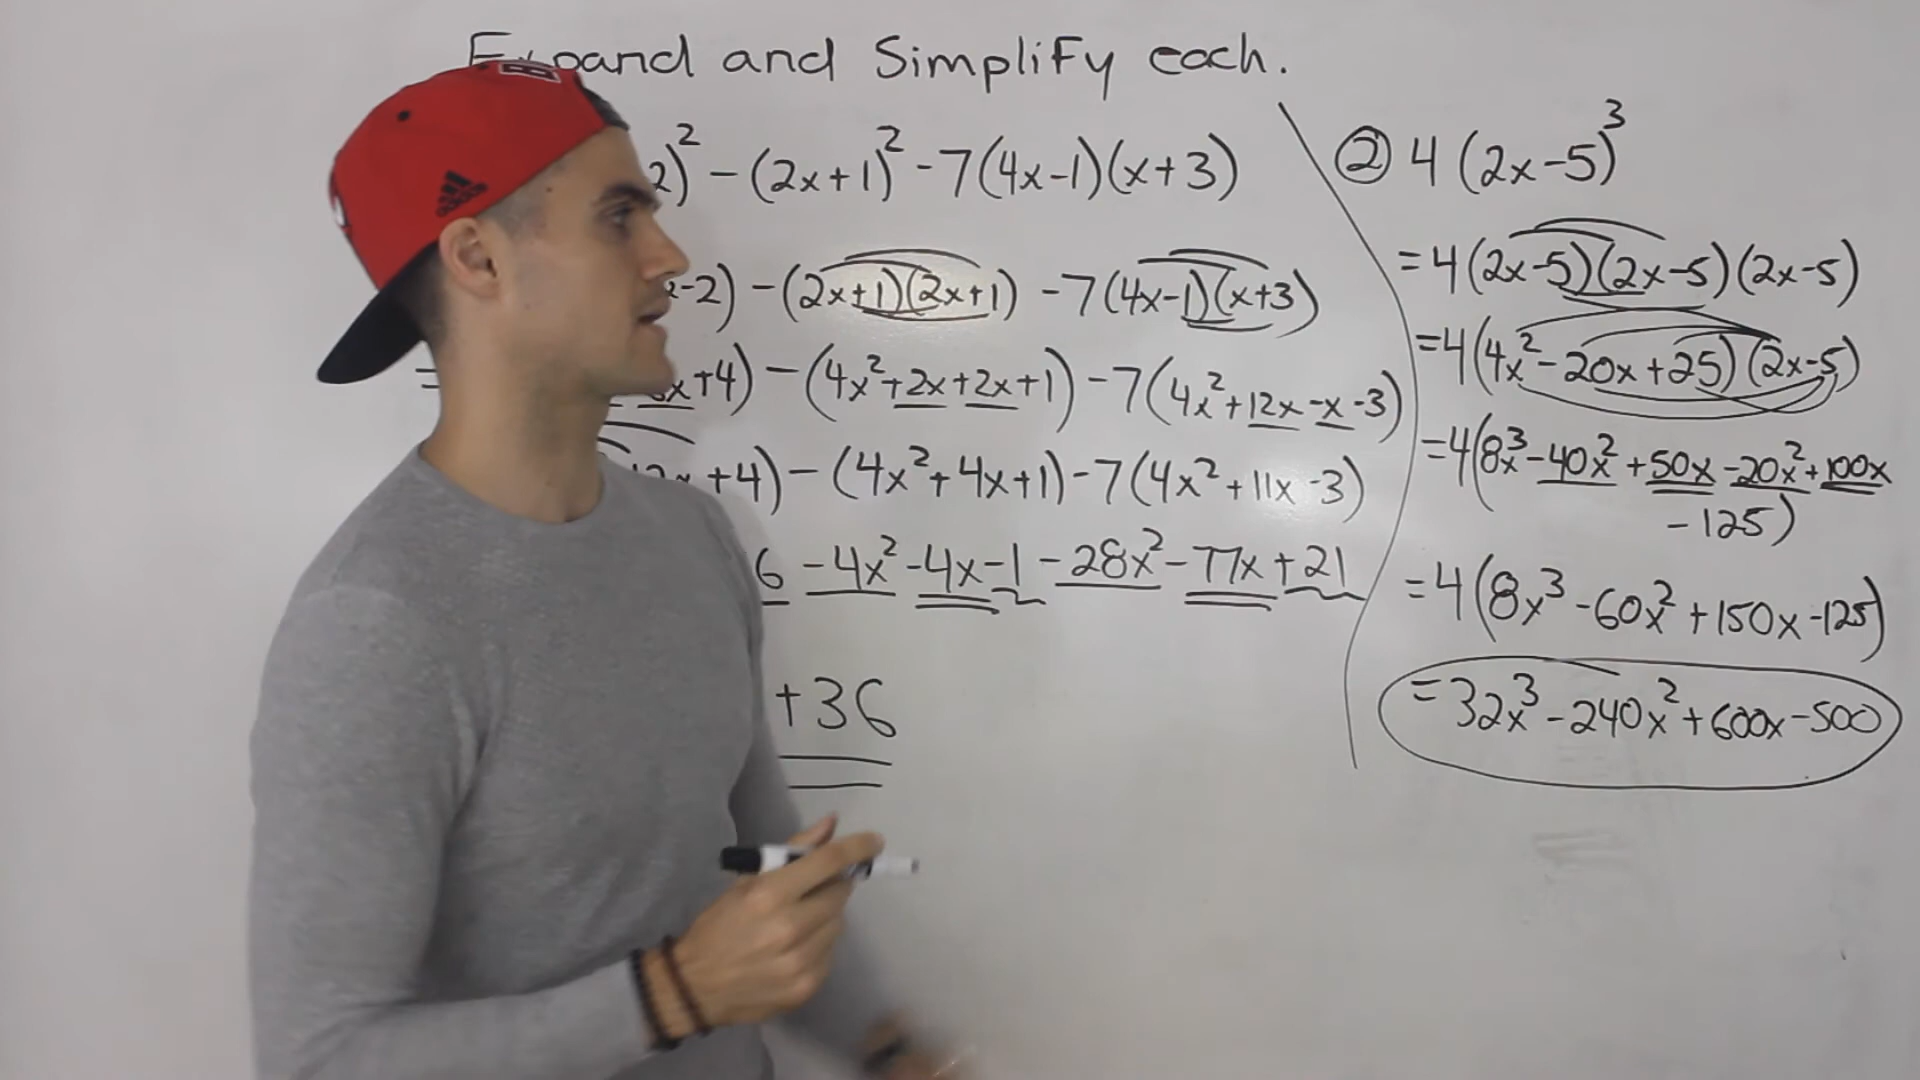 and Simplify each.
2)² - (2x+1)² - 7(4x-1)(x+3)
-2) - (2x+1)(2x+1) - 7(4x-1)(x+3)
x+4) - (4x²+2x+2x+1) - 7(4x²+12x-x-3)
+4) - (4x²+4x+1) - 7(4x²+11x-3)
6 - 4x² - 4x - 1 - 28x² - 77x + 21
+36
② 4(2x-5)³
= 4(2x-5)(2x-5)(2x-5)
= 4(4x²-20x+25)(2x-5)
= 4(8x³-40x²+50x-20x²+100x
-125)
= 4(8x³-60x²+150x-125)
= 32x³-240x²+600x-500